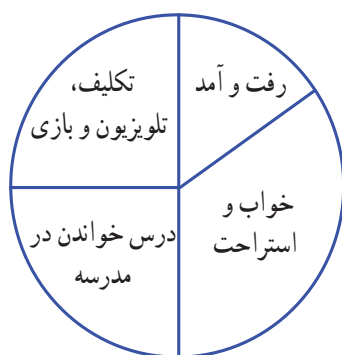 رفت و آمد
تکلیف،
تلویزیون و بازی
خواب و
استراحت
درس خواندن در
مدرسه